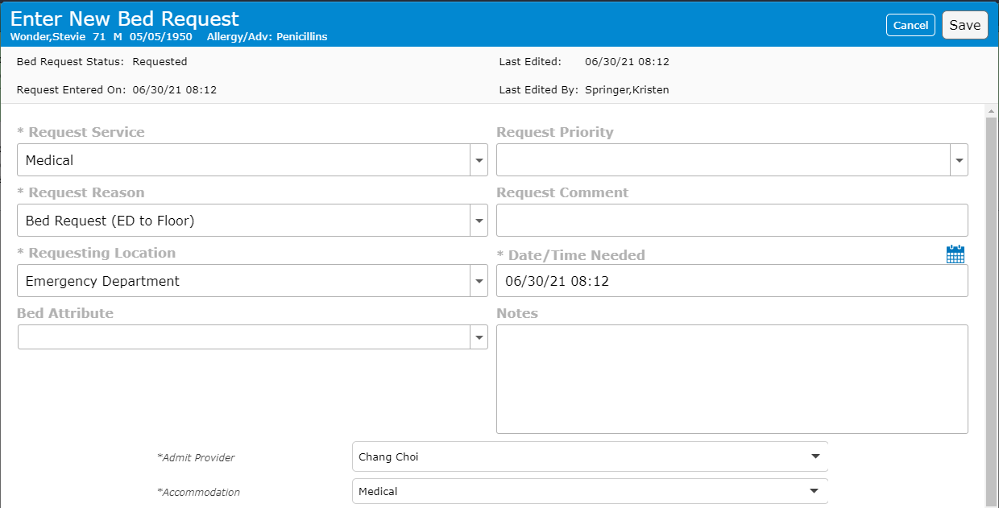 Enter New Bed Request
Wonder,Stevie 71 M 05/05/1950 Allergy/Adv: Penicillins
Cancel
Save
Bed Request Status: Requested
Last Edited: 06/30/21 08:12
Request Entered On: 06/30/21 08:12
Last Edited By: Springer,Kristen
* Request Service
Request Priority
Medical
* Request Reason
Request Comment
Bed Request (ED to Floor)
* Requesting Location
* Date/Time Needed
Emergency Department
06/30/21 08:12
Bed Attribute
Notes
*Admit Provider
Chang Choi
*Accommodation
Medical